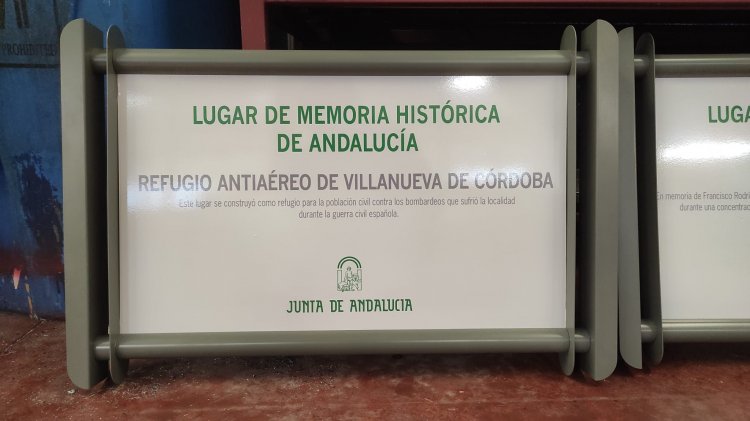 PROHIBIT
LUGAR DE MEMORIA HISTÓRICA
DE ANDALUCÍA
REFUGIO ANTIAÉREO DE VILLANUEVA DE CÓRDOBA
Este lugar se construyó como refugio para la población civil contra los bombardeos que sufrió la localidad
durante la guerra civil española.
JUNTA DE ANDALUCIA
LUGA
En memoria de Francisco Rodrí
durante una concentrac